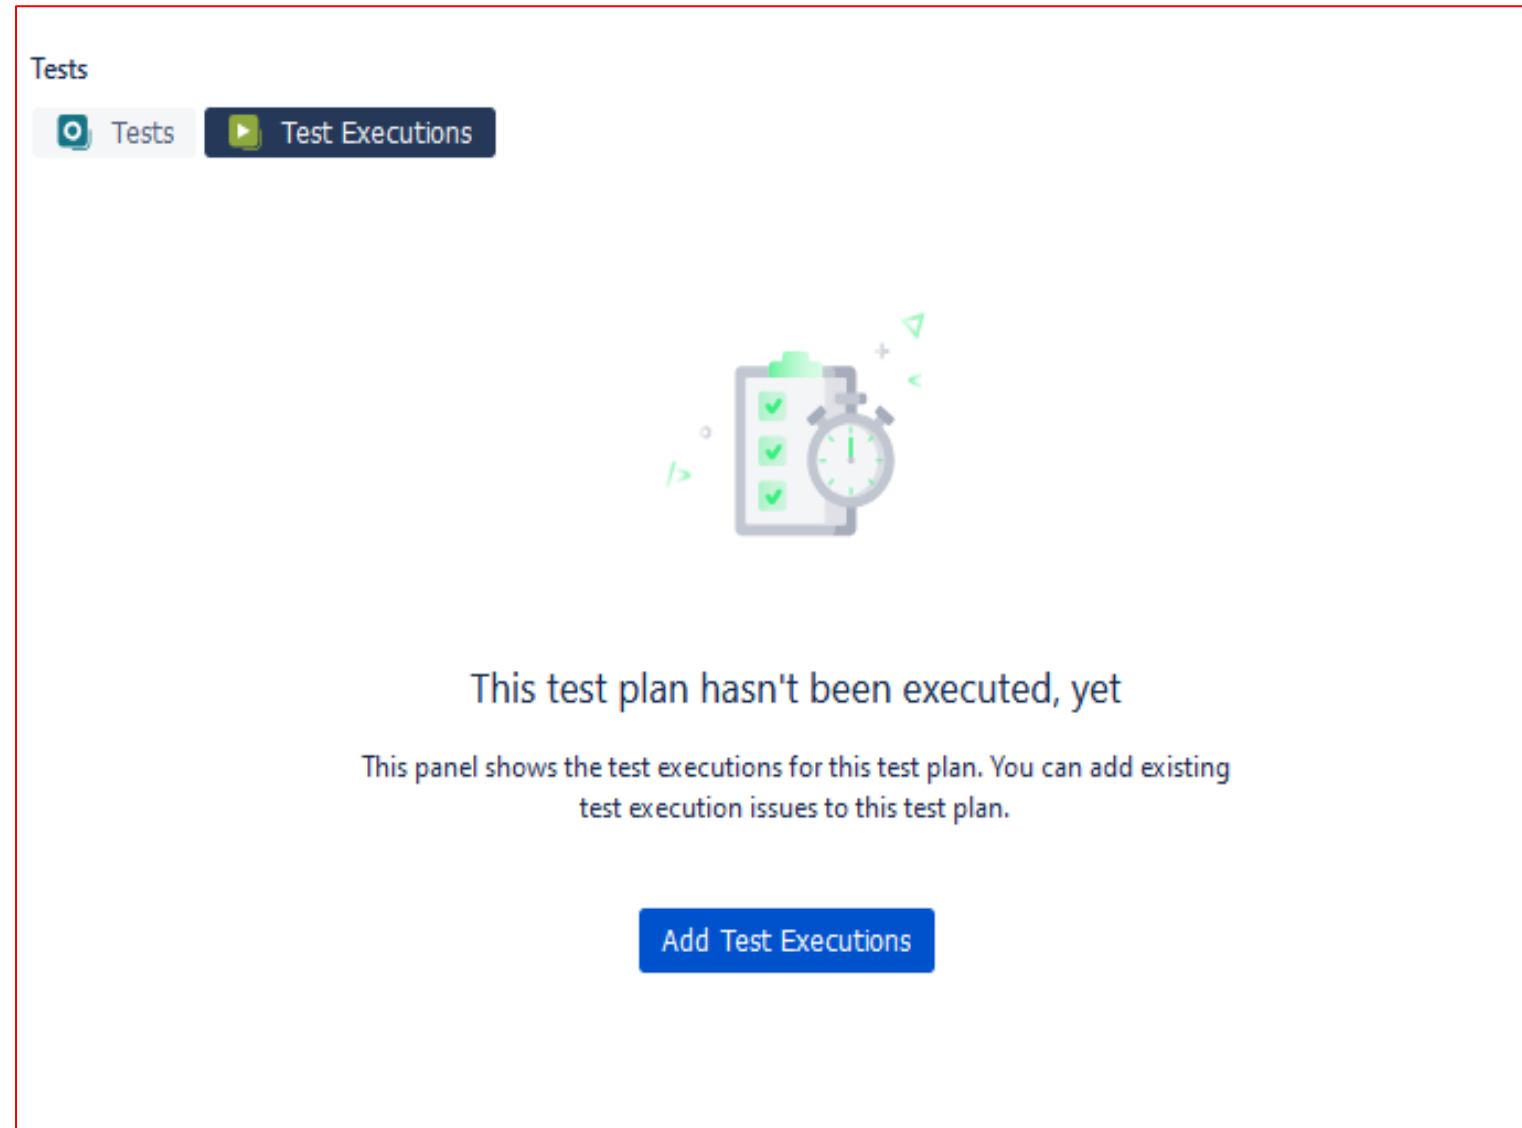 Tests
Tests
Test Executions
This test plan hasn't been executed, yet
This panel shows the test executions for this test plan. You can add existing
test execution issues to this test plan.
Add Test Executions